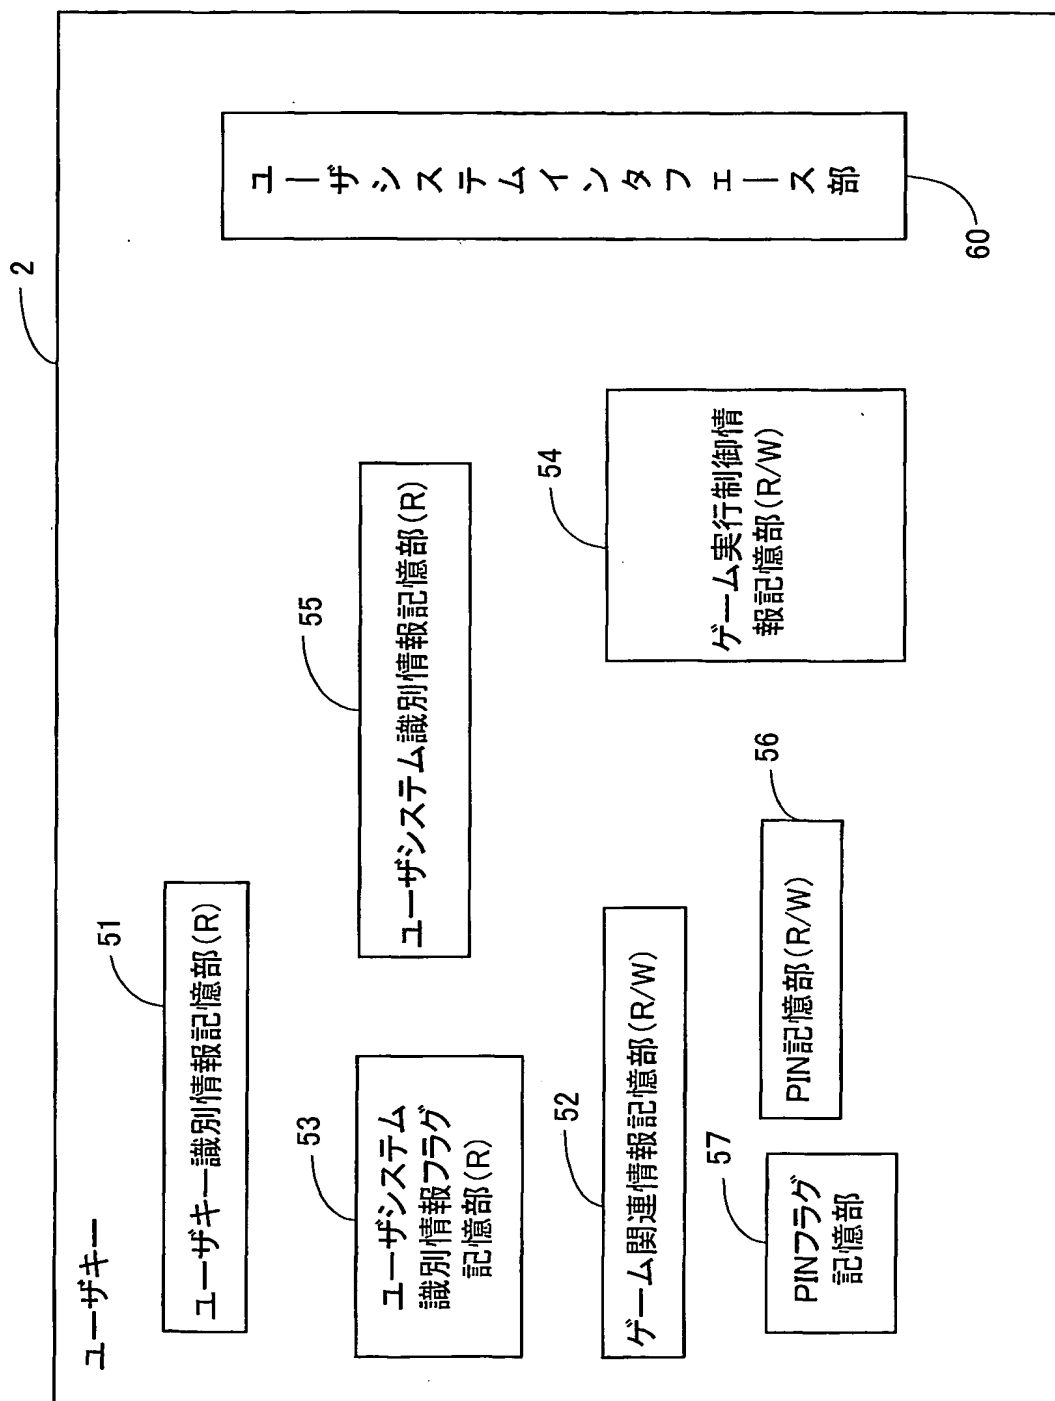 2
ユーザキー
51
ユーザキー識別情報記憶部(R)
53
ユーザシステム
識別情報フラグ
記憶部(R)
55
ユーザシステム識別情報記憶部(R)
52
ゲーム関連情報記憶部(R/W)
54
ゲーム実行制御情
報記憶部(R/W)
57
PINフラグ
記憶部
56
PIN記憶部(R/W)
ユーザシステムインタフェース部
60